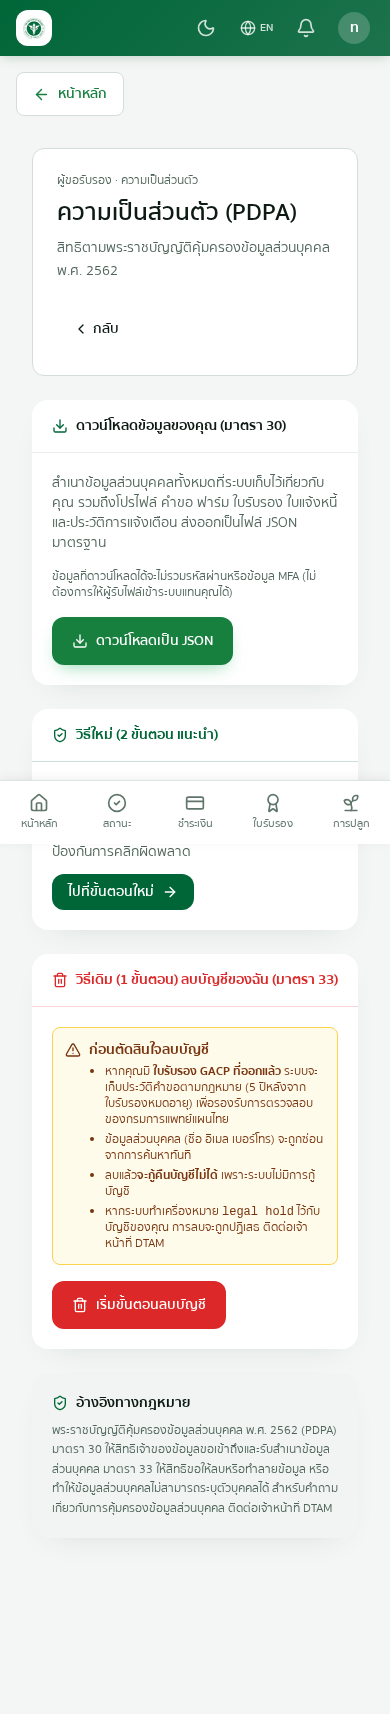 EN
ก
หน้าหลัก
ผู้ขอรับรอง · ความเป็นส่วนตัว
ความเป็นส่วนตัว (PDPA)
สิทธิตามพระราชบัญญัติคุ้มครองข้อมูลส่วนบุคคล
พ.ศ. 2562
กลับ
ดาวน์โหลดข้อมูลของคุณ (มาตรา 30)
สำเนาข้อมูลส่วนบุคคลทั้งหมดที่ระบบเก็บไว้เกี่ยวกับ
คุณ รวมถึงโปรไฟล์ คำขอ ฟาร์ม ใบรับรอง ใบแจ้งหนี้
และประวัติการแจ้งเตือน ส่งออกเป็นไฟล์ JSON
มาตรฐาน
ข้อมูลที่ดาวน์โหลดได้จะไม่รวมรหัสผ่านหรือข้อมูล MFA (ไม่
ต้องการให้ผู้รับไฟล์เข้าระบบแทนคุณได้)
ดาวน์โหลดเป็น JSON
วิธีใหม่ (2 ขั้นตอน แนะนำ)
หน้าหลัก
สถานะ
ชำระเงิน
ใบรับรอง
การปลูก
ป้องกันการคลิกผิดพลาด
ไปที่ขั้นตอนใหม่
วิธีเดิม (1 ขั้นตอน) ลบบัญชีของฉัน (มาตรา 33)
ก่อนตัดสินใจลบบัญชี
• หากคุณมี ใบรับรอง GACP ที่ออกแล้ว ระบบจะ
เก็บประวัติคำขอตามกฎหมาย (5 ปีหลังจาก
ใบรับรองหมดอายุ) เพื่อรองรับการตรวจสอบ
ของกรมการแพทย์แผนไทย
• ข้อมูลส่วนบุคคล (ชื่อ อีเมล เบอร์โทร) จะถูกซ่อน
จากการค้นหาทันที
• ลบแล้วจะกู้คืนบัญชีไม่ได้ เพราะระบบไม่มีการกู้
บัญชี
• หากระบบทำเครื่องหมาย legal hold ไว้กับ
บัญชีของคุณ การลบจะถูกปฏิเสธ ติดต่อเจ้า
หน้าที่ DTAM
เริ่มขั้นตอนลบบัญชี
อ้างอิงทางกฎหมาย
พระราชบัญญัติคุ้มครองข้อมูลส่วนบุคคล พ.ศ. 2562 (PDPA)
มาตรา 30 ให้สิทธิเจ้าของข้อมูลขอเข้าถึงและรับสำเนาข้อมูล
ส่วนบุคคล มาตรา 33 ให้สิทธิขอให้ลบหรือทำลายข้อมูล หรือ
ทำให้ข้อมูลส่วนบุคคลไม่สามารถระบุตัวบุคคลได้ สำหรับคำถาม
เกี่ยวกับการคุ้มครองข้อมูลส่วนบุคคล ติดต่อเจ้าหน้าที่ DTAM